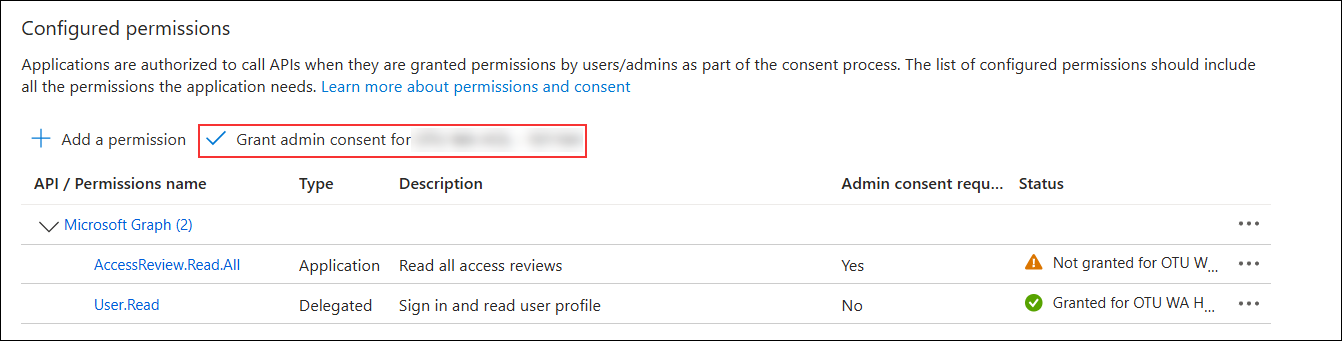 Configured permissions
Applications are authorized to call APIs when they are granted permissions by users/admins as part of the consent process. The list of configured permissions should include
all the permissions the application needs. Learn more about permissions and consent
Add a permission Grant admin consent for
API / Permissions name Type Description Admin consent requ... Status
Microsoft Graph (2)
AccessReview.Read.All Application Read all access reviews Yes Not granted for OTU W...
User.Read Delegated Sign in and read user profile No Granted for OTU WA H...